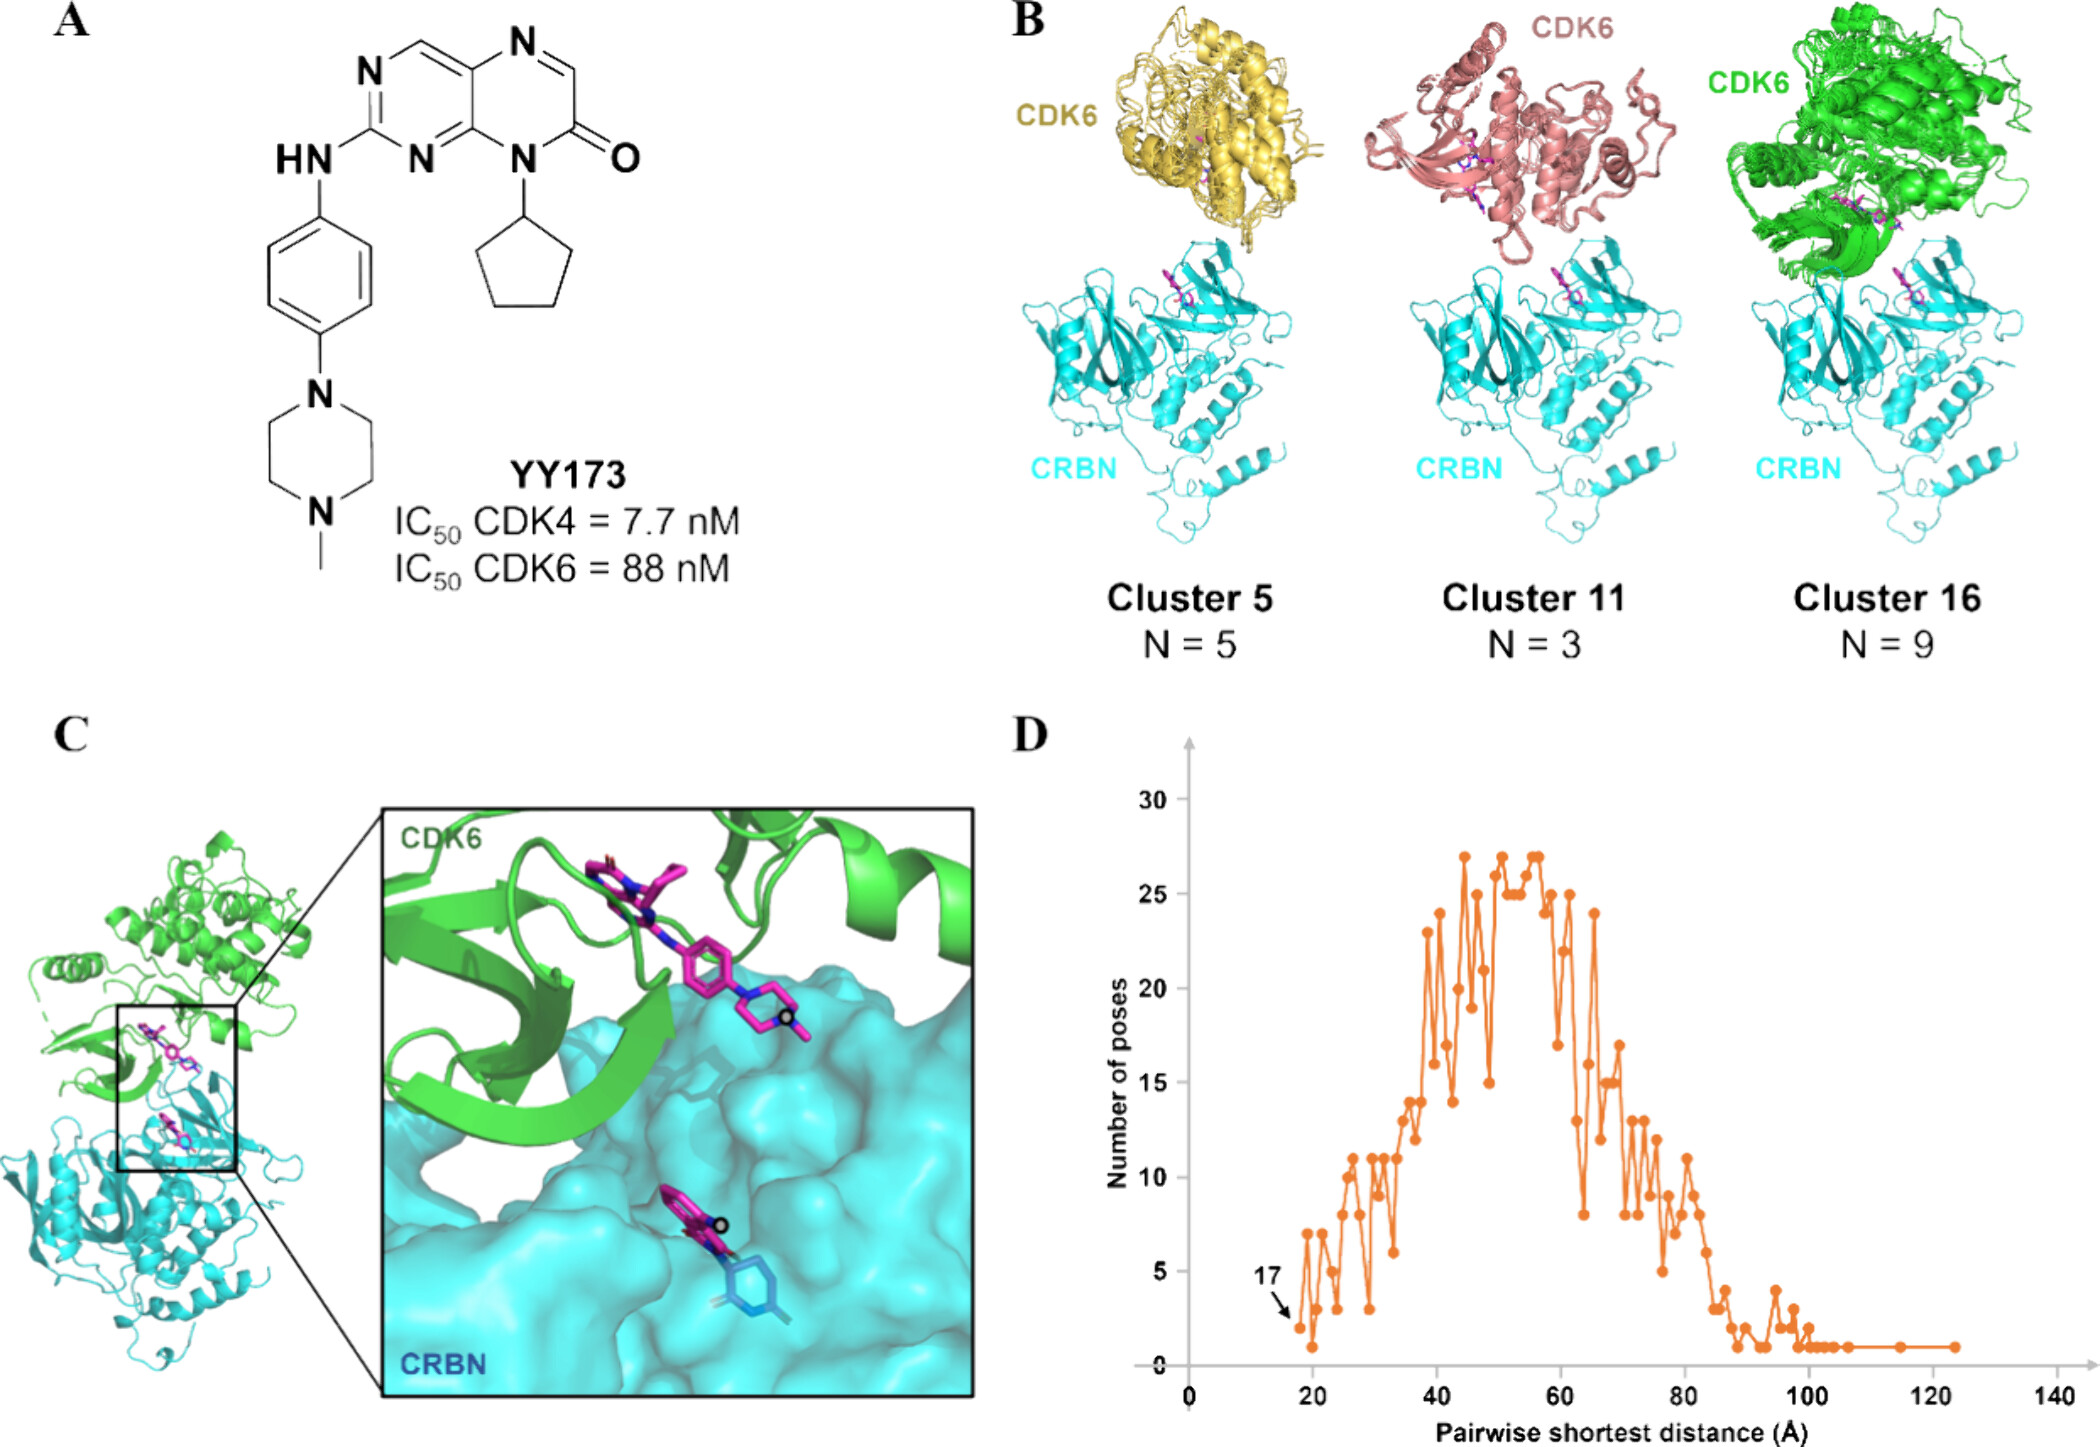 A
N
N
N
N
O
HN
N
N
YY173
IC50 CDK4 = 7.7 nM
IC50 CDK6 = 88 nM
B
CDK6
CDK6
CDK6
CRBN
CRBN
CRBN
Cluster 5
Cluster 11
Cluster 16
N = 5
N = 3
N = 9
C
CDK6
CRBN
D
Number of poses
30
25
20
15
10
5
0
17
0 20 40 60 80 100 120 140
Pairwise shortest distance (Å)